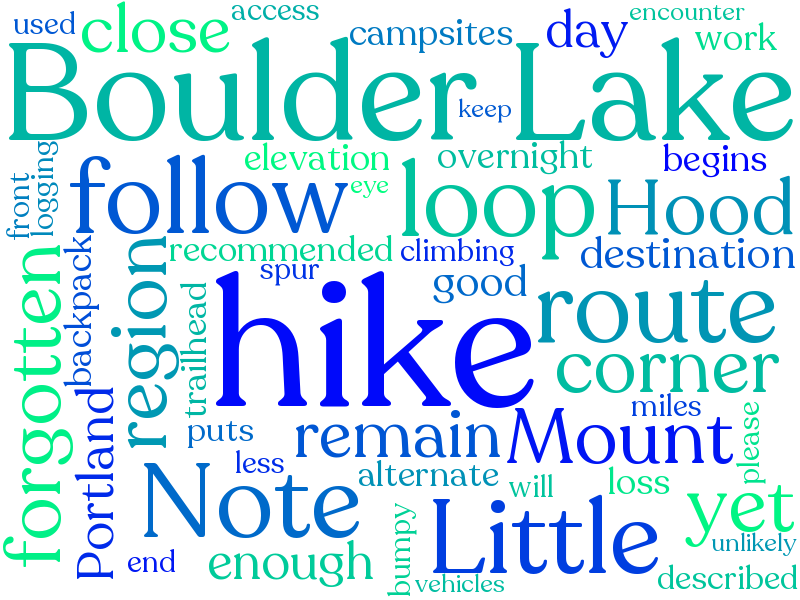 used
close
access
campsites
day
encounter
work
Boulder Lake
keep
front
logging
follow
elevation
eye
overnight
loop
begins
Hood
recommended
climbing
destination
spur
good
forgotten
backpack
region
trailhead
hike
route
corner
puts
remain
Mount
miles
please
Portland
less
alternate
Note
will
loss
yet
Little
unlikely
end
enough
bumpy
vehicles
described